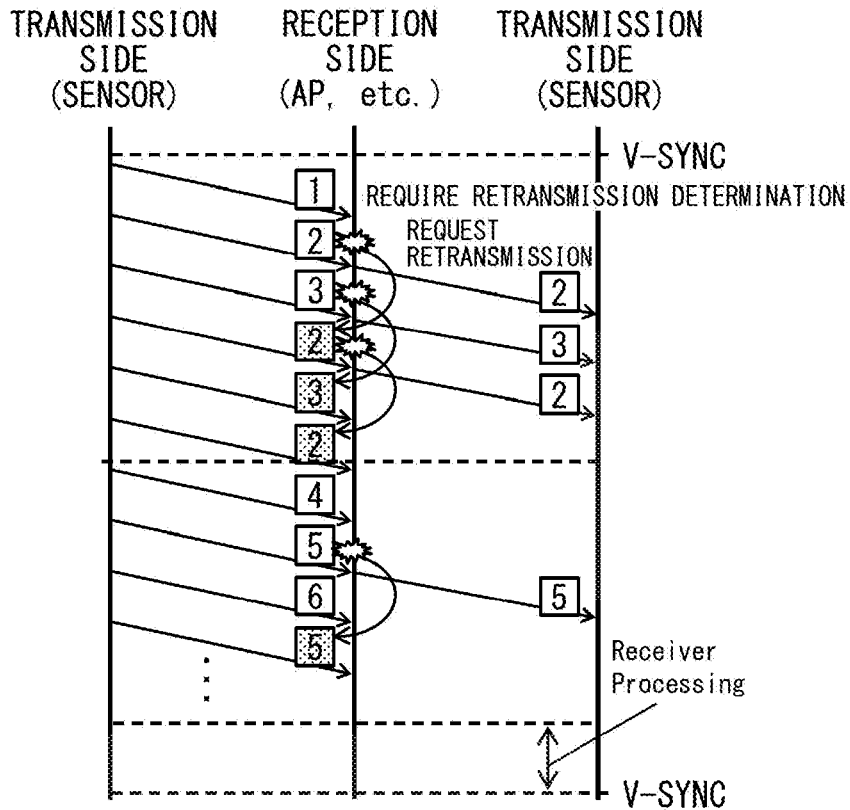 TRANSMISSION
SIDE
(SENSOR)
RECEPTION
SIDE
(AP, etc.)
TRANSMISSION
SIDE
(SENSOR)
V-SYNC
1
REQUIRE RETRANSMISSION DETERMINATION
2
REQUEST
RETRANSMISSION
3
2
2
3
3
2
2
4
5
6
5
5
Receiver
Processing
V-SYNC